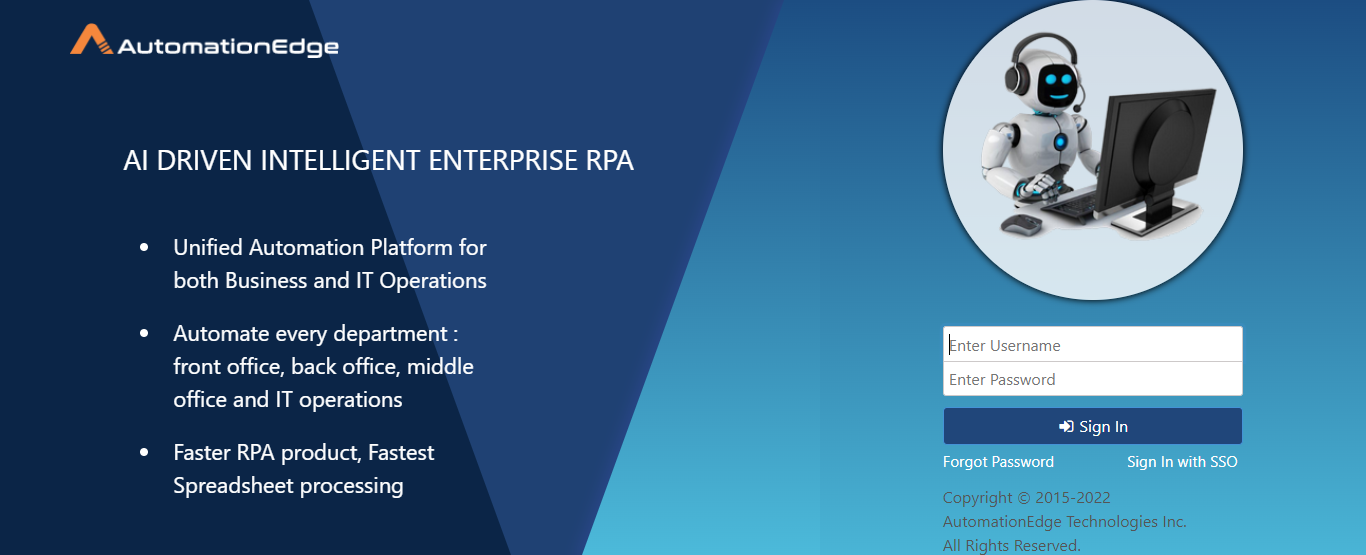 AutomationEdge
AI DRIVEN INTELLIGENT ENTERPRISE RPA
Unified Automation Platform for
both Business and IT Operations
Automate every department :
front office, back office, middle
office and IT operations
Faster RPA product, Fastest
Spreadsheet processing
Enter Username
Enter Password
Sign In
Forgot Password
Sign In with SSO
Copyright © 2015-2022
AutomationEdge Technologies Inc.
All Rights Reserved.